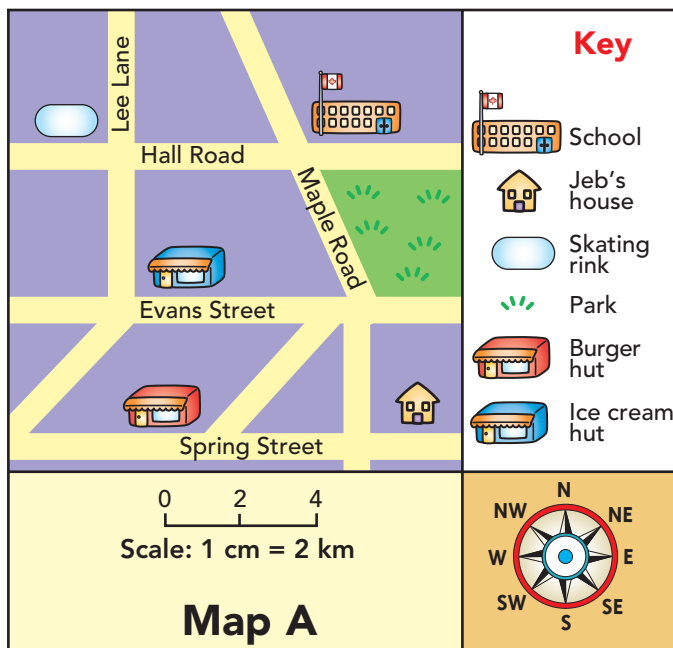 Lee Lane
Hall Road
Maple Road
Evans Street
Spring Street
0 2 4
Scale: 1 cm = 2 km
Map A
Key
School
Jeb's
house
Skating
rink
Park
Burger
hut
Ice cream
hut
N
NW
NE
W
E
SW
SE
S